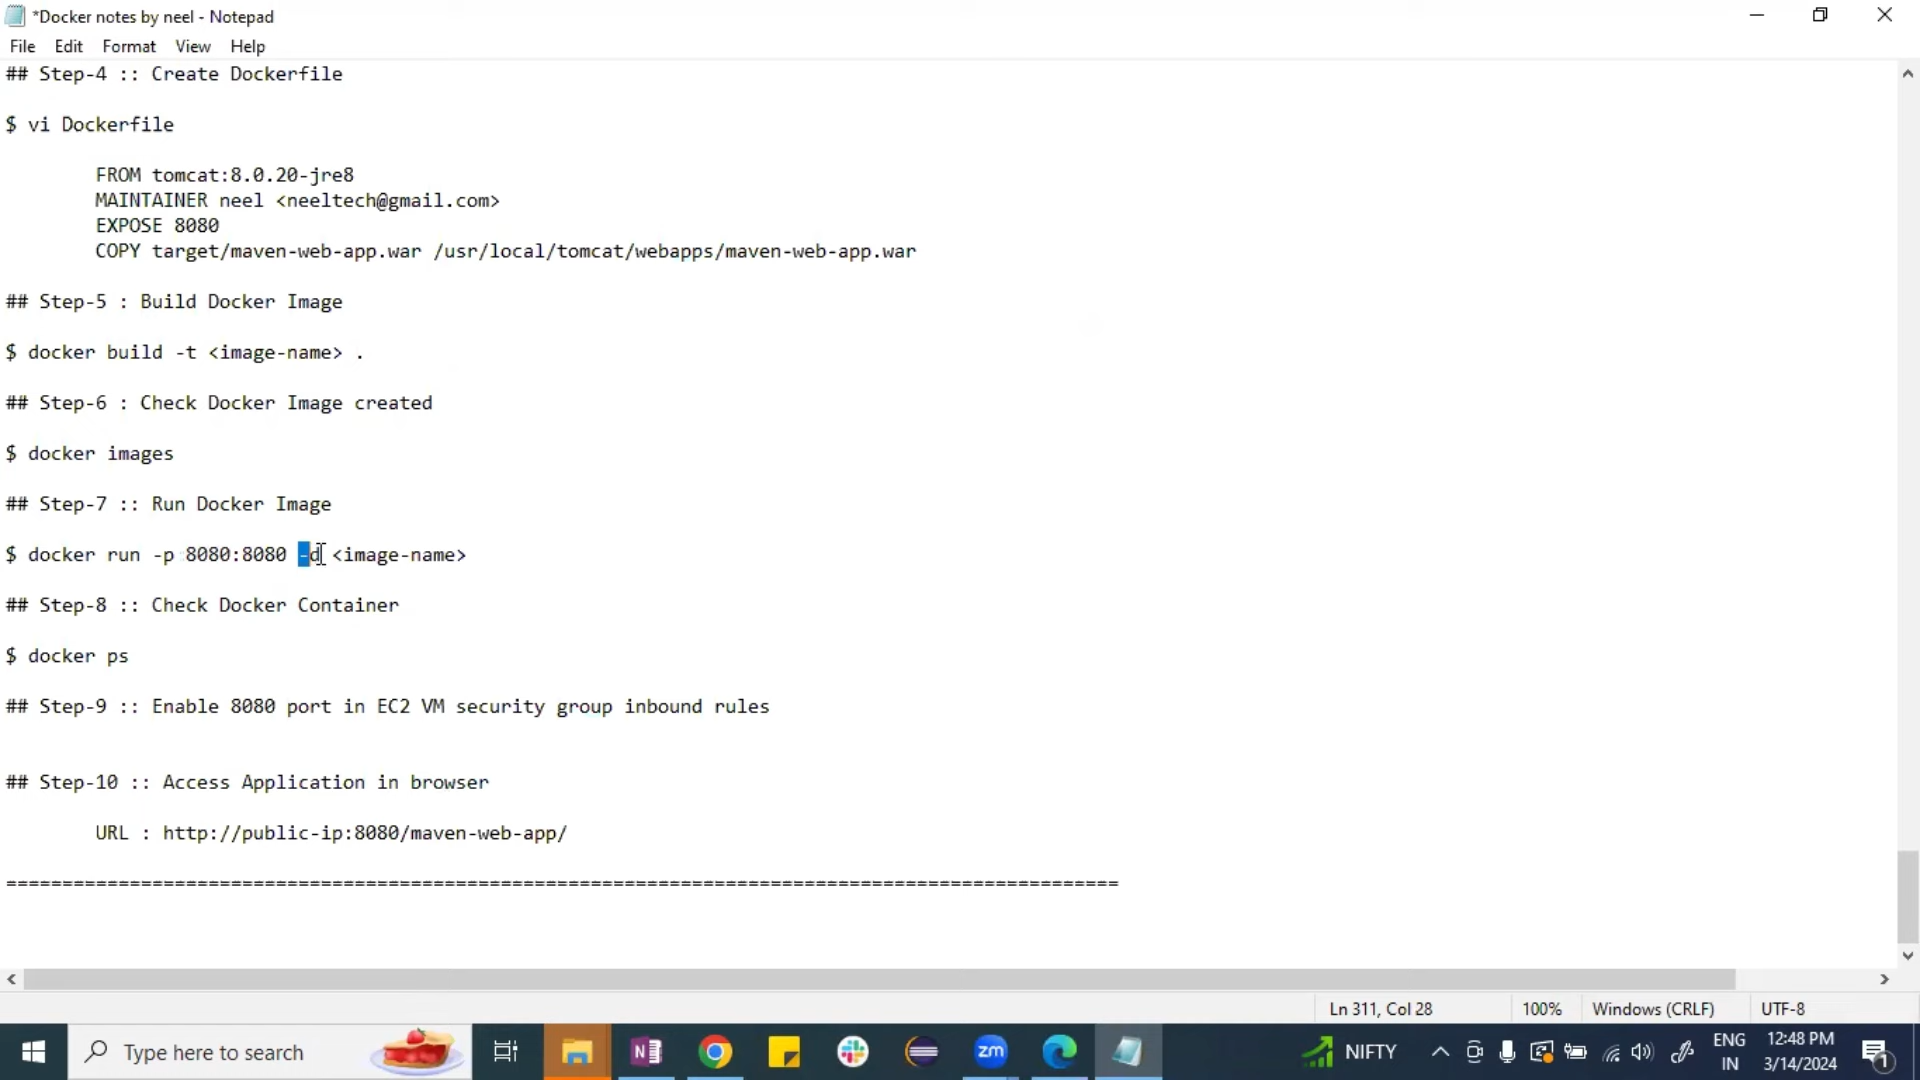 *Docker notes by neel - Notepad
File Edit Format View Help
## Step-4 :: Create Dockerfile
$ vi Dockerfile
FROM tomcat:8.0.20-jre8
MAINTAINER neel <neeltech@gmail.com>
EXPOSE 8080
COPY target/maven-web-app.war /usr/local/tomcat/webapps/maven-web-app.war
## Step-5 : Build Docker Image
$ docker build -t <image-name> .
## Step-6 : Check Docker Image created
$ docker images
## Step-7 :: Run Docker Image
$ docker run -p 8080:8080 -d <image-name>
## Step-8 :: Check Docker Container
$ docker ps
## Step-9 :: Enable 8080 port in EC2 VM security group inbound rules
## Step-10 :: Access Application in browser
URL : http://public-ip:8080/maven-web-app/
===================================================================================================
Ln 311, Col 28 100% Windows (CRLF) UTF-8
Type here to search N zm NIFTY ENG IN 12:48 PM 3/14/2024 1